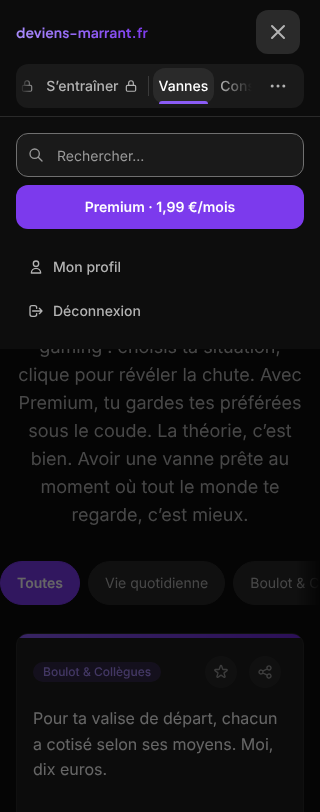 deviens-marrant.fr
S'entraîner
Vannes
Con
Rechercher...
Premium · 1,99 €/mois
Mon profil
Déconnexion
gaming : choisis ta situation,
clique pour révéler la chute. Avec
Premium, tu gardes tes préférées
sous le coude. La théorie, c'est
bien. Avoir une vanne prête au
moment où tout le monde te
regarde, c'est mieux.
Toutes
Vie quotidienne
Boulot & C
Boulot & Collègues
Pour ta valise de départ, chacun
a cotisé selon ses moyens. Moi,
dix euros.